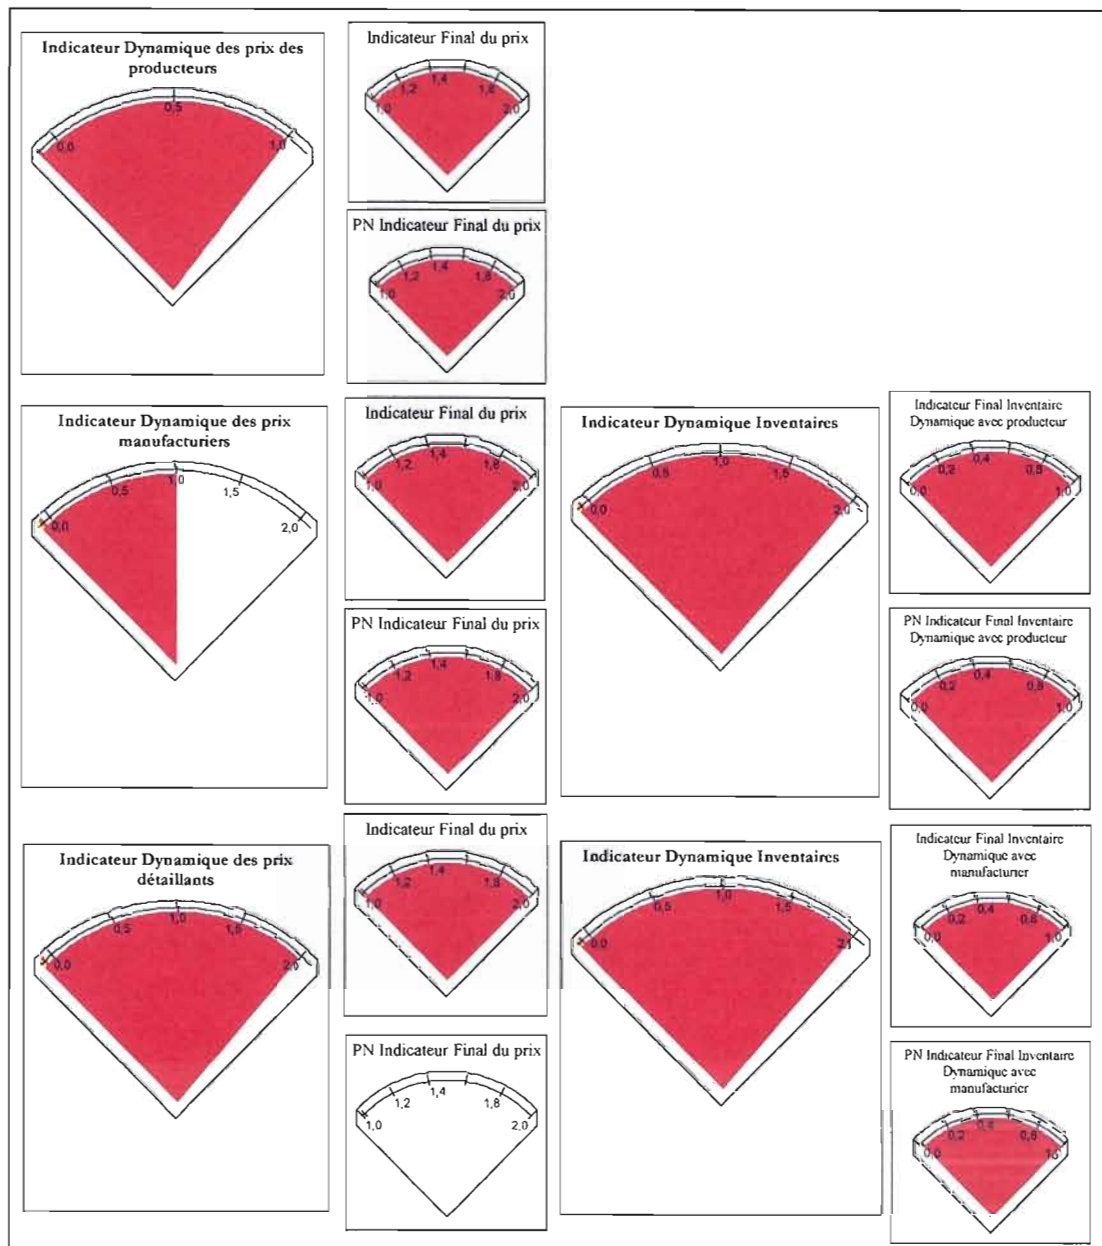 Indicateur Dynamique des prix des
producteurs
0,0 0,5 1,0
Indicateur Final du prix
1,0 1,2 1,4 1,8 2,0
PN Indicateur Final du prix
1,0 1,2 1,4 1,8 2,0
Indicateur Dynamique des prix
manufacturiers
0,0 0,5 1,0 1,5 2,0
Indicateur Final du prix
1,0 1,2 1,4 1,8 2,0
PN Indicateur Final du prix
1,0 1,2 1,4 1,8 2,0
Indicateur Dynamique Inventaires
0,0 0,5 1,0 1,5 2,0
Indicateur Final Inventaire
Dynamique avec producteur
0,0 0,2 0,4 0,8 1,0
PN Indicateur Final Inventaire
Dynamique avec producteur
0,0 0,2 0,4 0,8 1,0
Indicateur Dynamique des prix
détaillants
0,0 0,5 1,0 1,5 2,0
Indicateur Final du prix
1,0 1,2 1,4 1,8 2,0
PN Indicateur Final du prix
1,0 1,2 1,4 1,8 2,0
Indicateur Dynamique Inventaires
0,0 0,5 1,0 1,5
Indicateur Final Inventaire
Dynamique avec
manufacturier
0,0 0,2 0,4 0,8 1,0
PN Indicateur Final Inventaire
Dynamique avec
manufacturier
0,0 0,2 0,4 0,8 1,0